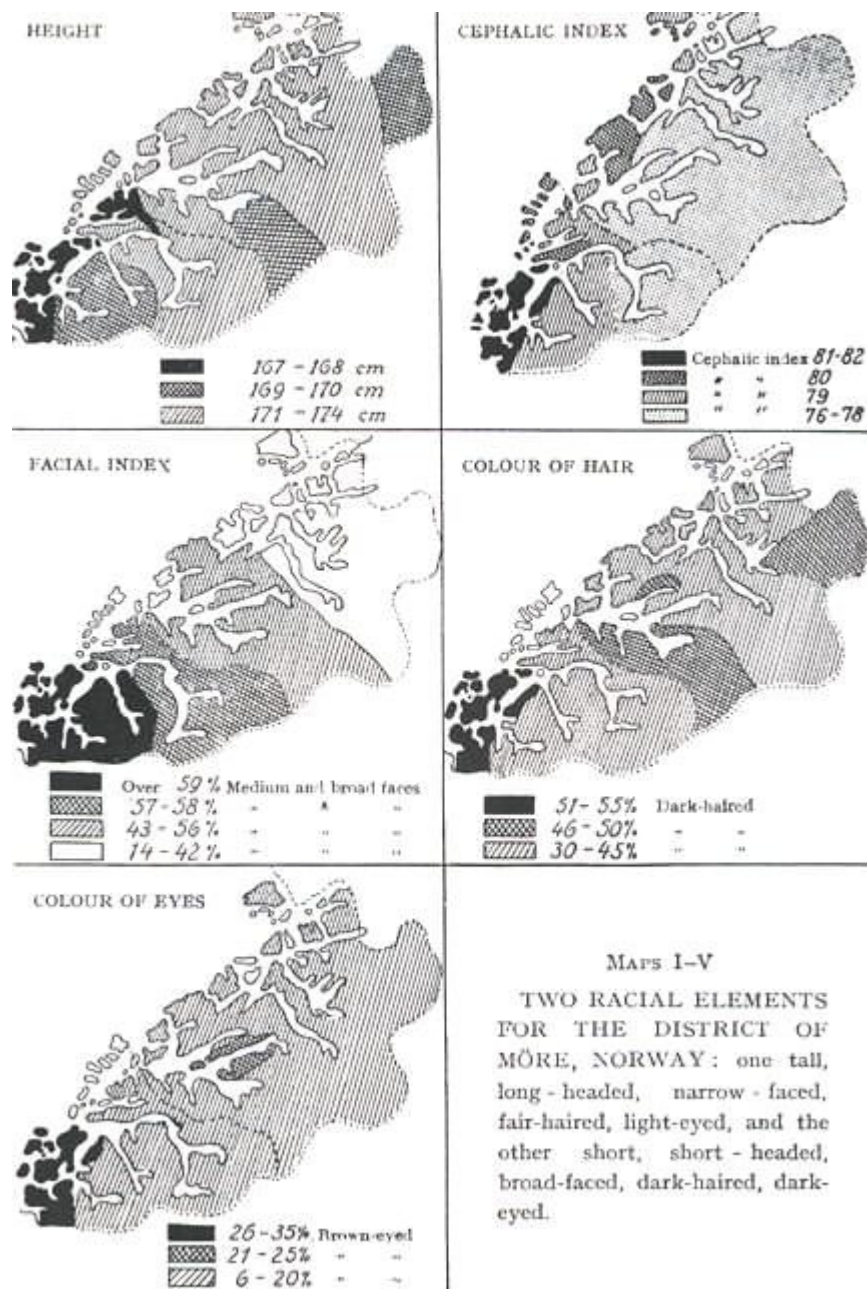 HEIGHT
167 - 168 cm
169 - 170 cm
171 - 174 cm
CEPHALIC INDEX
Cephalic index 81-82
" " 80
" " 79
" " 76-78
FACIAL INDEX
Over 59% Medium and broad faces
57 - 58% " " "
43 - 56% " " "
14 - 42% " " "
COLOUR OF HAIR
51 - 55% Dark-haired
46 - 50% " "
30 - 45% " "
COLOUR OF EYES
26 - 35% Brown-eyed
21 - 25% " "
6 - 20% " "
MAPS I–V
TWO RACIAL ELEMENTS
FOR THE DISTRICT OF
MÖRE, NORWAY: one tall,
long-headed, narrow-faced,
fair-haired, light-eyed, and the
other short, short-headed,
broad-faced, dark-haired, dark-
eyed.